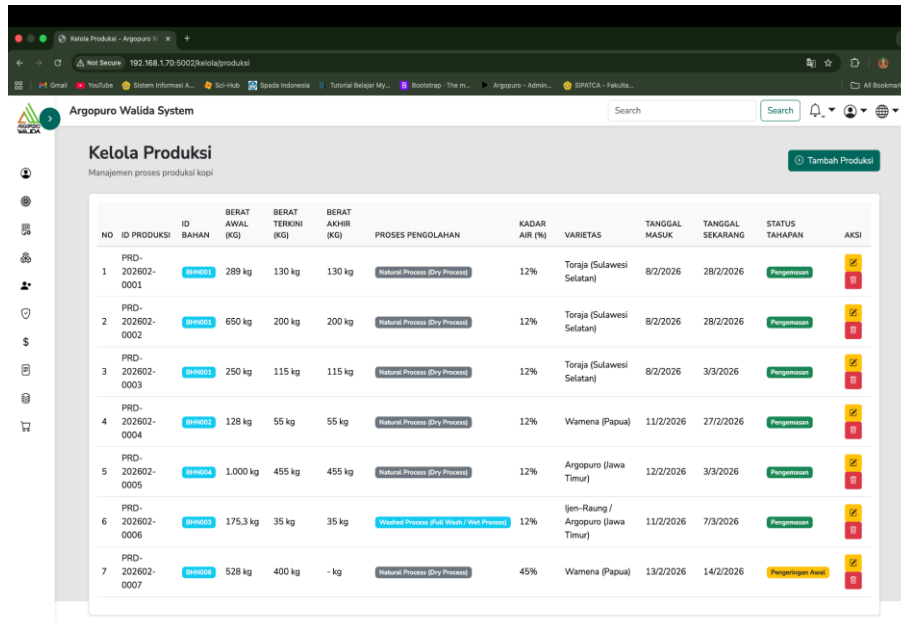 Kelola Produksi - Argopuro W
Not Secure 192.168.1.70:5002/kelola/produksi
Gmail YouTube Sistem Informasi A... Sci-Hub Spada Indonesia Tutorial Belajar My... Bootstrap - The m... Argopuro - Admin... SIPATCA - Fakulta... All Bookmar
ARGOPURO
WALIDA
Argopuro Walida System Search Search
Kelola Produksi
Manajemen proses produksi kopi
Tambah Produksi
NO ID PRODUKSI ID BAHAN BERAT AWAL (KG) BERAT TERKINI (KG) BERAT AKHIR (KG) PROSES PENGOLAHAN KADAR AIR (%) VARIETAS TANGGAL MASUK TANGGAL SEKARANG STATUS TAHAPAN AKSI
1 PRD-202602-0001 BHN001 289 kg 130 kg 130 kg Natural Process (Dry Process) 12% Toraja (Sulawesi Selatan) 8/2/2026 28/2/2026 Pengemasan
2 PRD-202602-0002 BHN001 650 kg 200 kg 200 kg Natural Process (Dry Process) 12% Toraja (Sulawesi Selatan) 8/2/2026 28/2/2026 Pengemasan
3 PRD-202602-0003 BHN001 250 kg 115 kg 115 kg Natural Process (Dry Process) 12% Toraja (Sulawesi Selatan) 8/2/2026 3/3/2026 Pengemasan
4 PRD-202602-0004 BHN002 128 kg 55 kg 55 kg Natural Process (Dry Process) 12% Wamena (Papua) 11/2/2026 27/2/2026 Pengemasan
5 PRD-202602-0005 BHN004 1.000 kg 455 kg 455 kg Natural Process (Dry Process) 12% Argopuro (Jawa Timur) 12/2/2026 3/3/2026 Pengemasan
6 PRD-202602-0006 BHN003 175,3 kg 35 kg 35 kg Washed Process (Full Wash / Wet Process) 12% Ijen-Raung / Argopuro (Jawa Timur) 11/2/2026 7/3/2026 Pengemasan
7 PRD-202602-0007 BHN006 528 kg 400 kg - kg Natural Process (Dry Process) 45% Wamena (Papua) 13/2/2026 14/2/2026 Pengeringan Awal